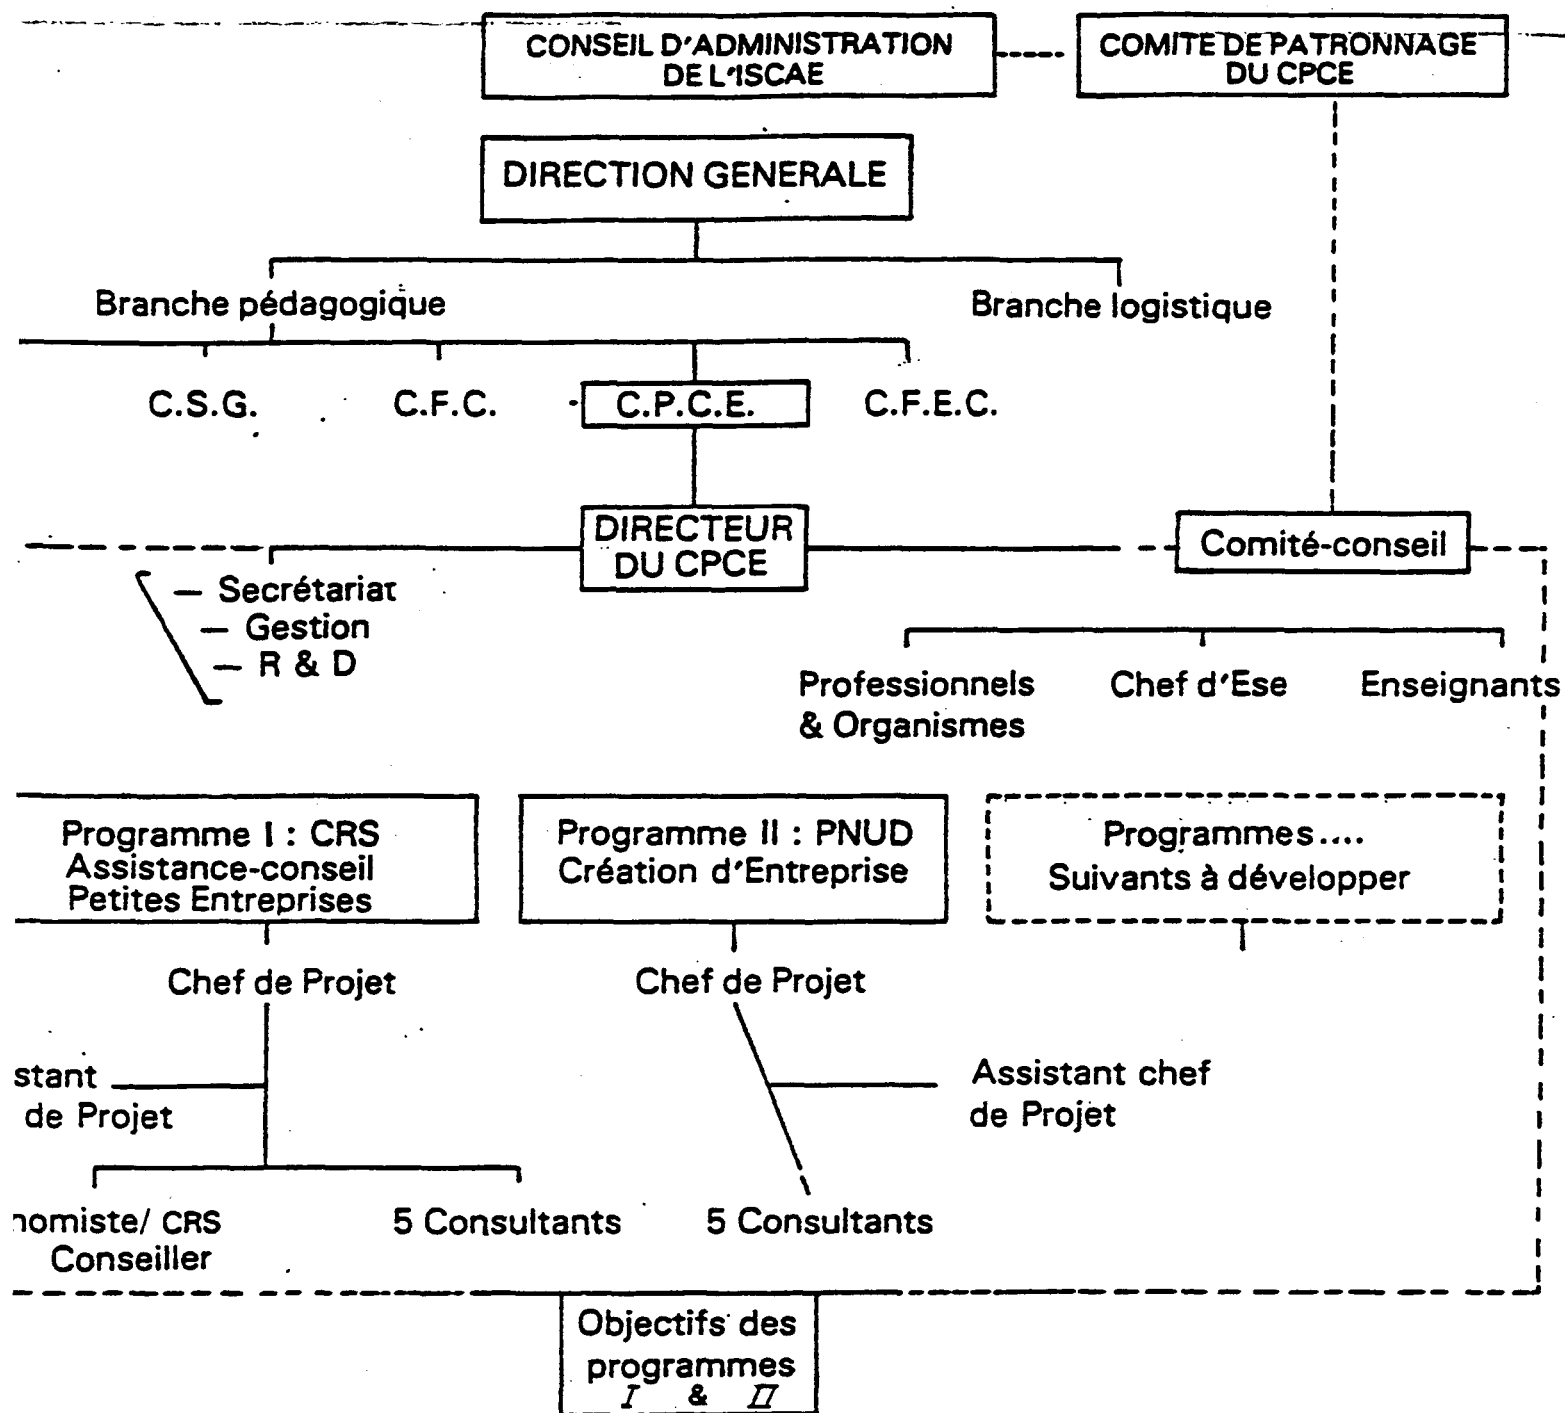 CONSEIL D'ADMINISTRATION
DE L'ISCAE
COMITE DE PATRONNAGE
DU CPCE
DIRECTION GENERALE
Branche pédagogique
Branche logistique
C.S.G.
C.F.C.
C.P.C.E.
C.F.E.C.
DIRECTEUR
DU CPCE
Comité-conseil
— Secrétariat
— Gestion
— R & D
Professionnels
& Organismes
Chef d'Ese
Enseignants
Programme I : CRS
Assistance-conseil
Petites Entreprises
Programme II : PNUD
Création d'Entreprise
Programmes....
Suivants à développer
Chef de Projet
Chef de Projet
stant
de Projet
Assistant chef
de Projet
nomiste/ CRS
Conseiller
5 Consultants
5 Consultants
Objectifs des
programmes
I & II